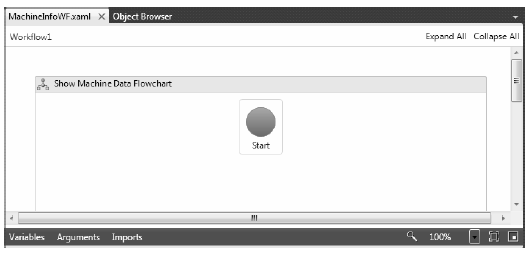 MachineInfoWF.xaml X Object Browser
Workflow1 Expand All Collapse All
Show Machine Data Flowchart
Start
Variables Arguments Imports 100%